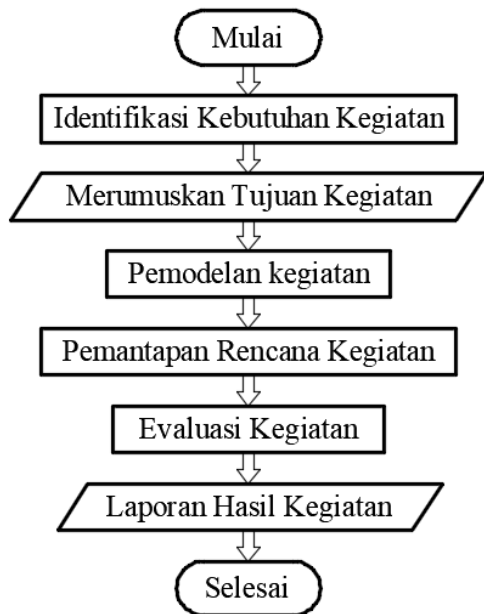 Mulai
Identifikasi Kebutuhan Kegiatan
Merumuskan Tujuan Kegiatan
Pemodelan kegiatan
Pemantapan Rencana Kegiatan
Evaluasi Kegiatan
Laporan Hasil Kegiatan
Selesai